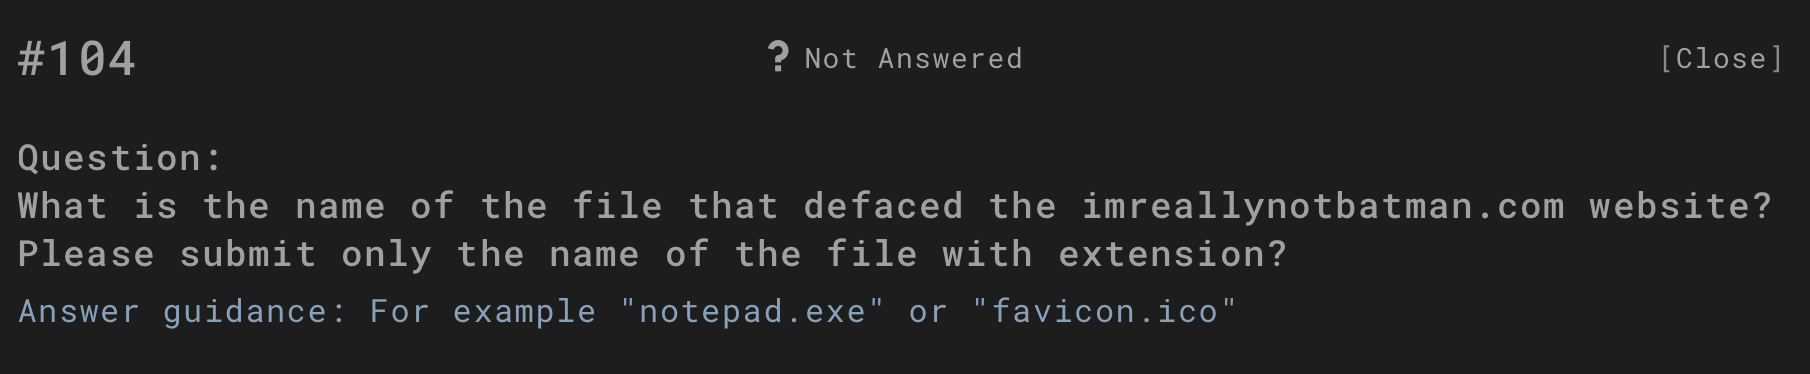 #104
? Not Answered
[Close]
Question:
What is the name of the file that defaced the imreallynotbatman.com website?
Please submit only the name of the file with extension?
Answer guidance: For example "notepad.exe" or "favicon.ico"